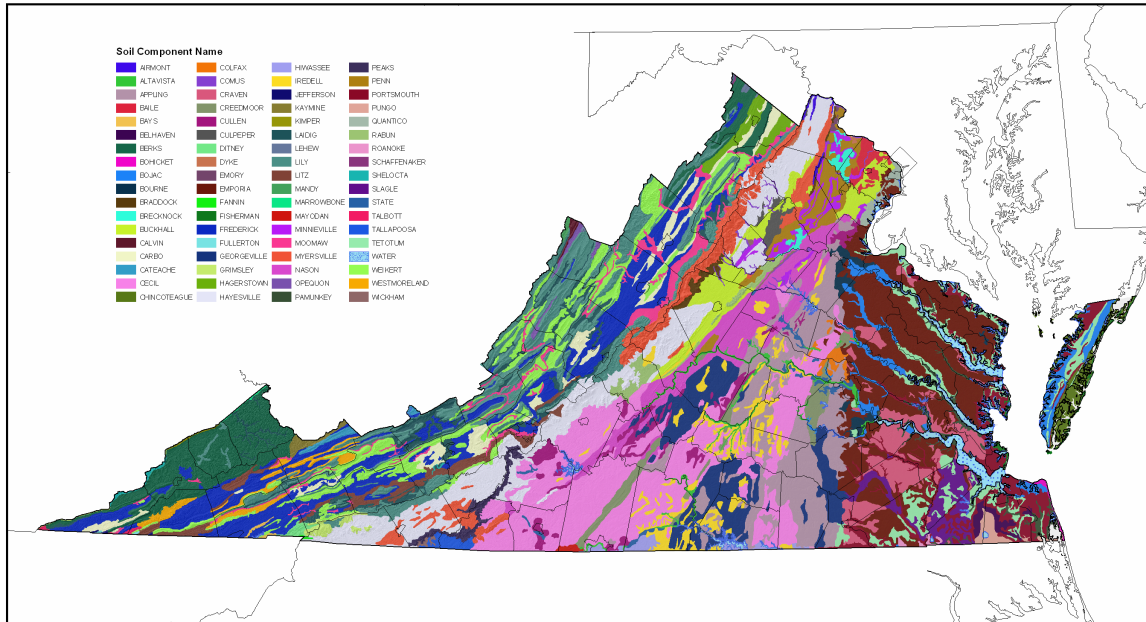 Soil Component Name
AIRMONT
ALTAVISTA
APPLING
BAILE
BAYS
BELHAVEN
BERKS
BOHICKET
BOJAC
BOURNE
BRADDOCK
BRECKNOCK
BUCKHALL
CALVIN
CARBO
CATEACHE
CECIL
CHINCOTEAGUE
COLFAX
COMUS
CRAVEN
CREEDMOOR
CULLEN
CULPEPER
DITNEY
DYKE
EMORY
EMPORIA
FANNIN
FISHERMAN
FREDERICK
FULLERTON
GEORGEVILLE
GRIMSLEY
HAGERSTOWN
HAYESVILLE
HIWASSEE
IREDELL
JEFFERSON
KAYMINE
KIMPER
LAIDIG
LEHEW
LILY
LITZ
MANDY
MARROWBONE
MAYODAN
MINNIEVILLE
MOOMAW
MYERSVILLE
NASON
OPEQUON
PAMUNKEY
PEAKS
PENN
PORTSMOUTH
PUNGO
QUANTICO
RABUN
ROANOKE
SCHAFFENAKER
SHELOCTA
SLAGLE
STATE
TALBOTT
TALLAPOOSA
TETOTUM
WATER
WEIKERT
WESTMORELAND
WICKHAM